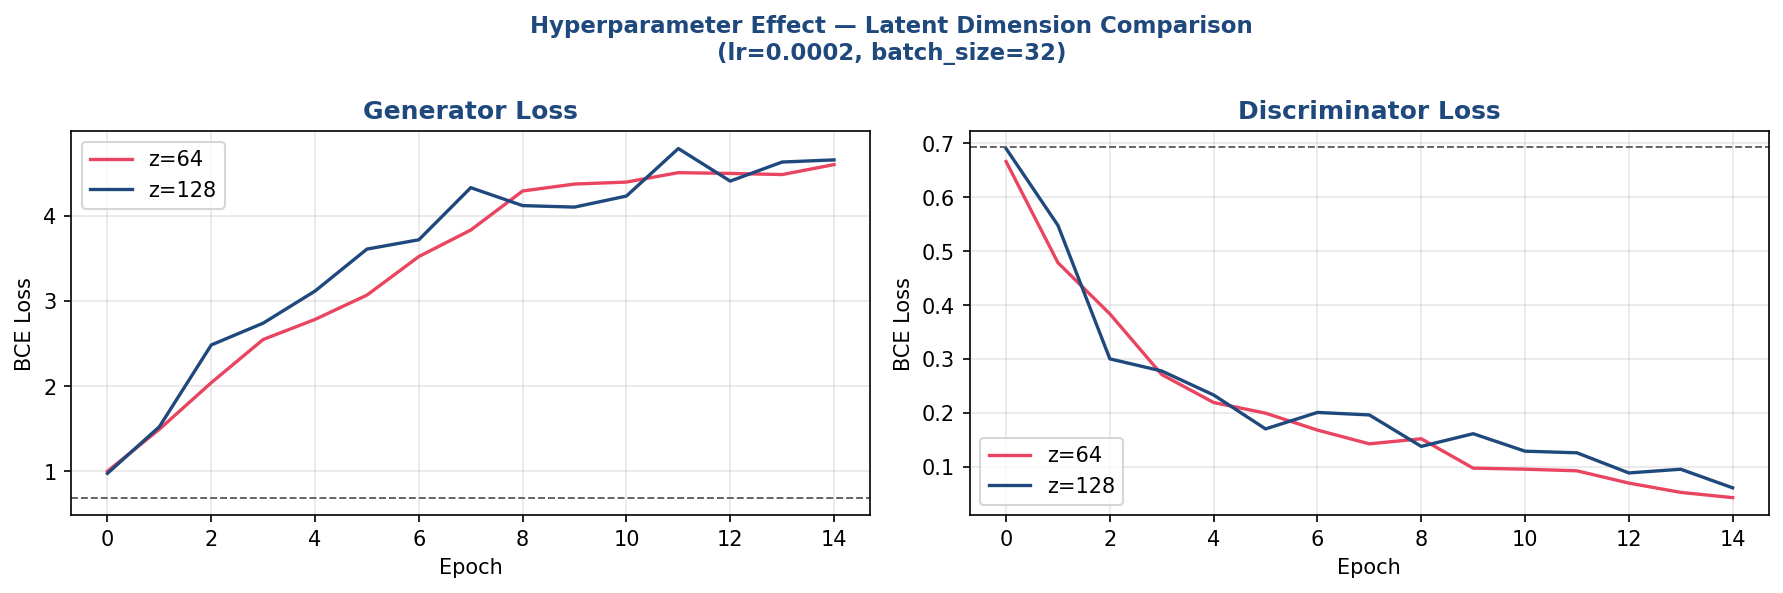 Hyperparameter Effect — Latent Dimension Comparison
(lr=0.0002, batch_size=32)
Generator Loss
z=64
z=128
BCE Loss
4
3
2
1
0 2 4 6 8 10 12 14
Epoch
Discriminator Loss
BCE Loss
0.7
0.6
0.5
0.4
0.3
0.2
0.1
z=64
z=128
0 2 4 6 8 10 12 14
Epoch